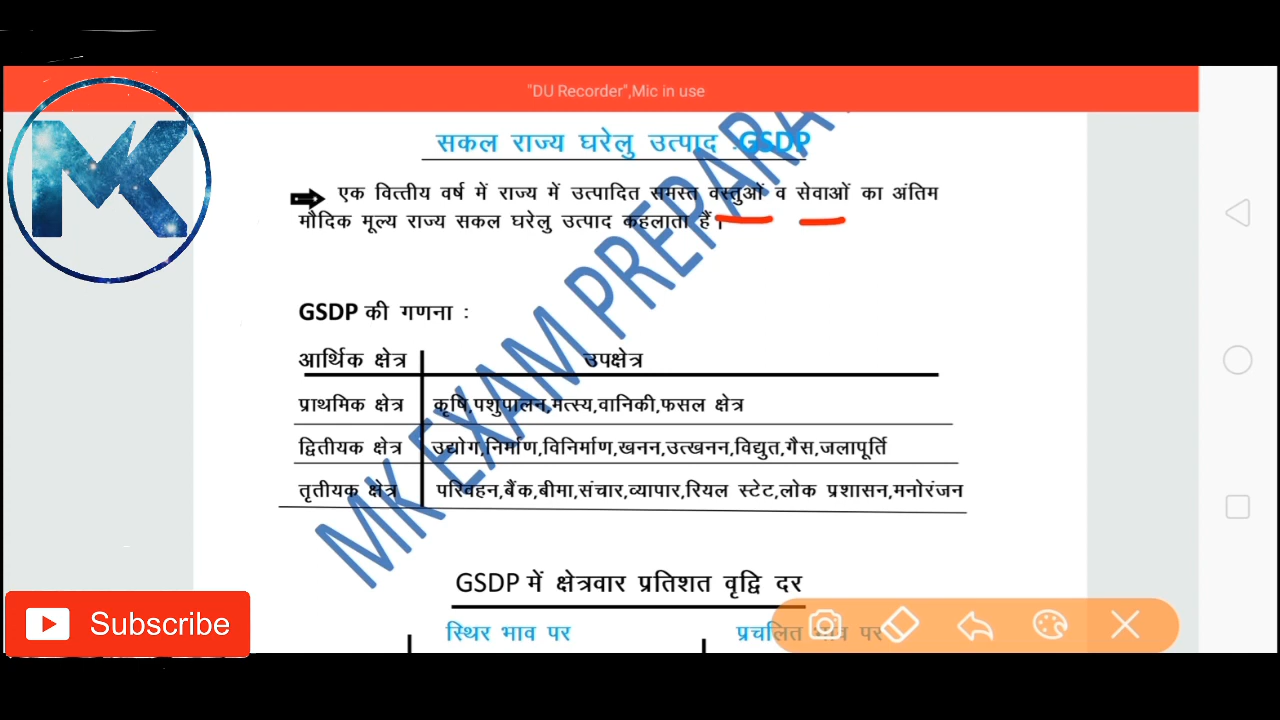 "DU Recorder",Mic in use
MK
सकल राज्य घरेलु उत्पाद :GSDP
एक वित्तीय वर्ष में राज्य में उत्पादित समस्त वस्तुओं व सेवाओं का अंतिम
मौदिक मूल्य राज्य सकल घरेलु उत्पाद कहलाता हैं।
GSDP की गणना :
आर्थिक क्षेत्र उपक्षेत्र
प्राथमिक क्षेत्र कृषि,पशुपालन,मत्स्य,वानिकी,फसल क्षेत्र
द्वितीयक क्षेत्र उद्योग,निर्माण,विनिर्माण,खनन,उत्खनन,विद्युत,गैस,जलापूर्ति
तृतीयक क्षेत्र परिवहन,बैंक,बीमा,संचार,व्यापार,रियल स्टेट,लोक प्रशासन,मनोरंजन
MK EXAM PREPARA
GSDP में क्षेत्रवार प्रतिशत वृद्वि दर
स्थिर भाव पर प्रचलित भाव पर
Subscribe